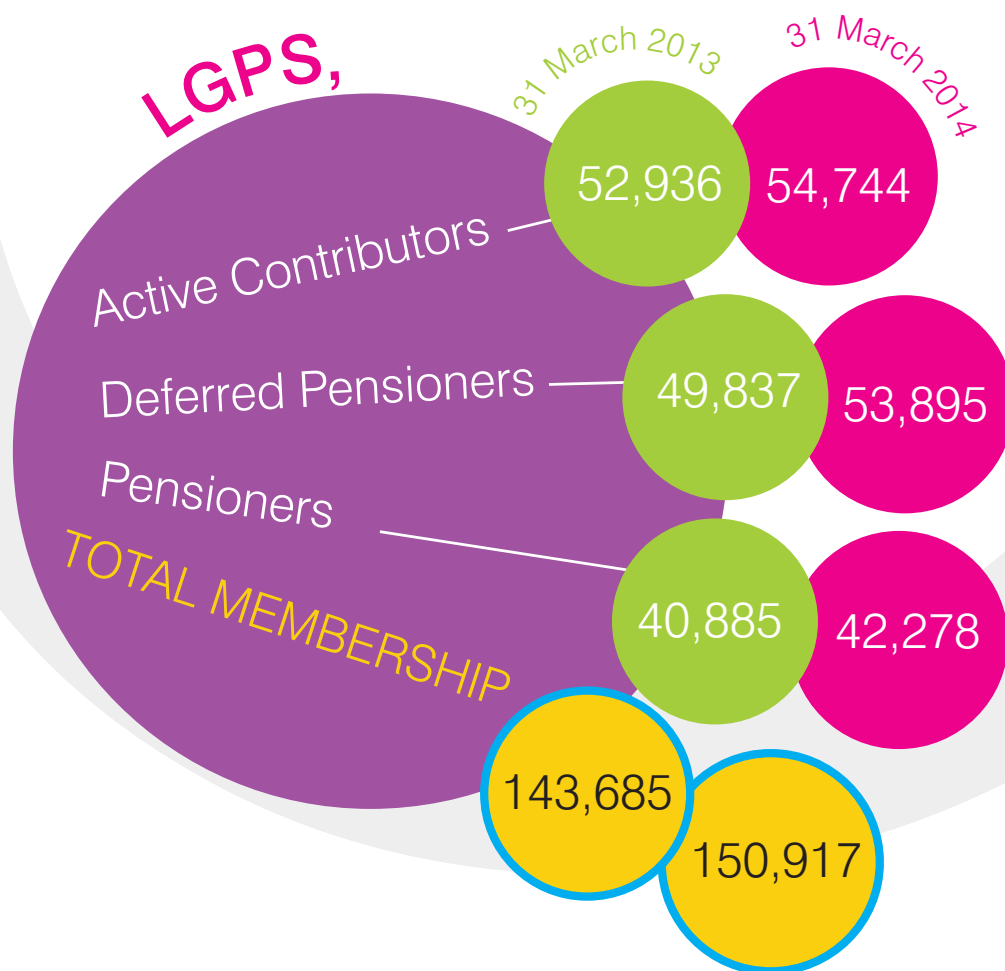 LGPS,
31 March 2013
31 March 2014
Active Contributors
52,936
54,744
Deferred Pensioners
49,837
53,895
Pensioners
40,885
42,278
TOTAL MEMBERSHIP
143,685
150,917